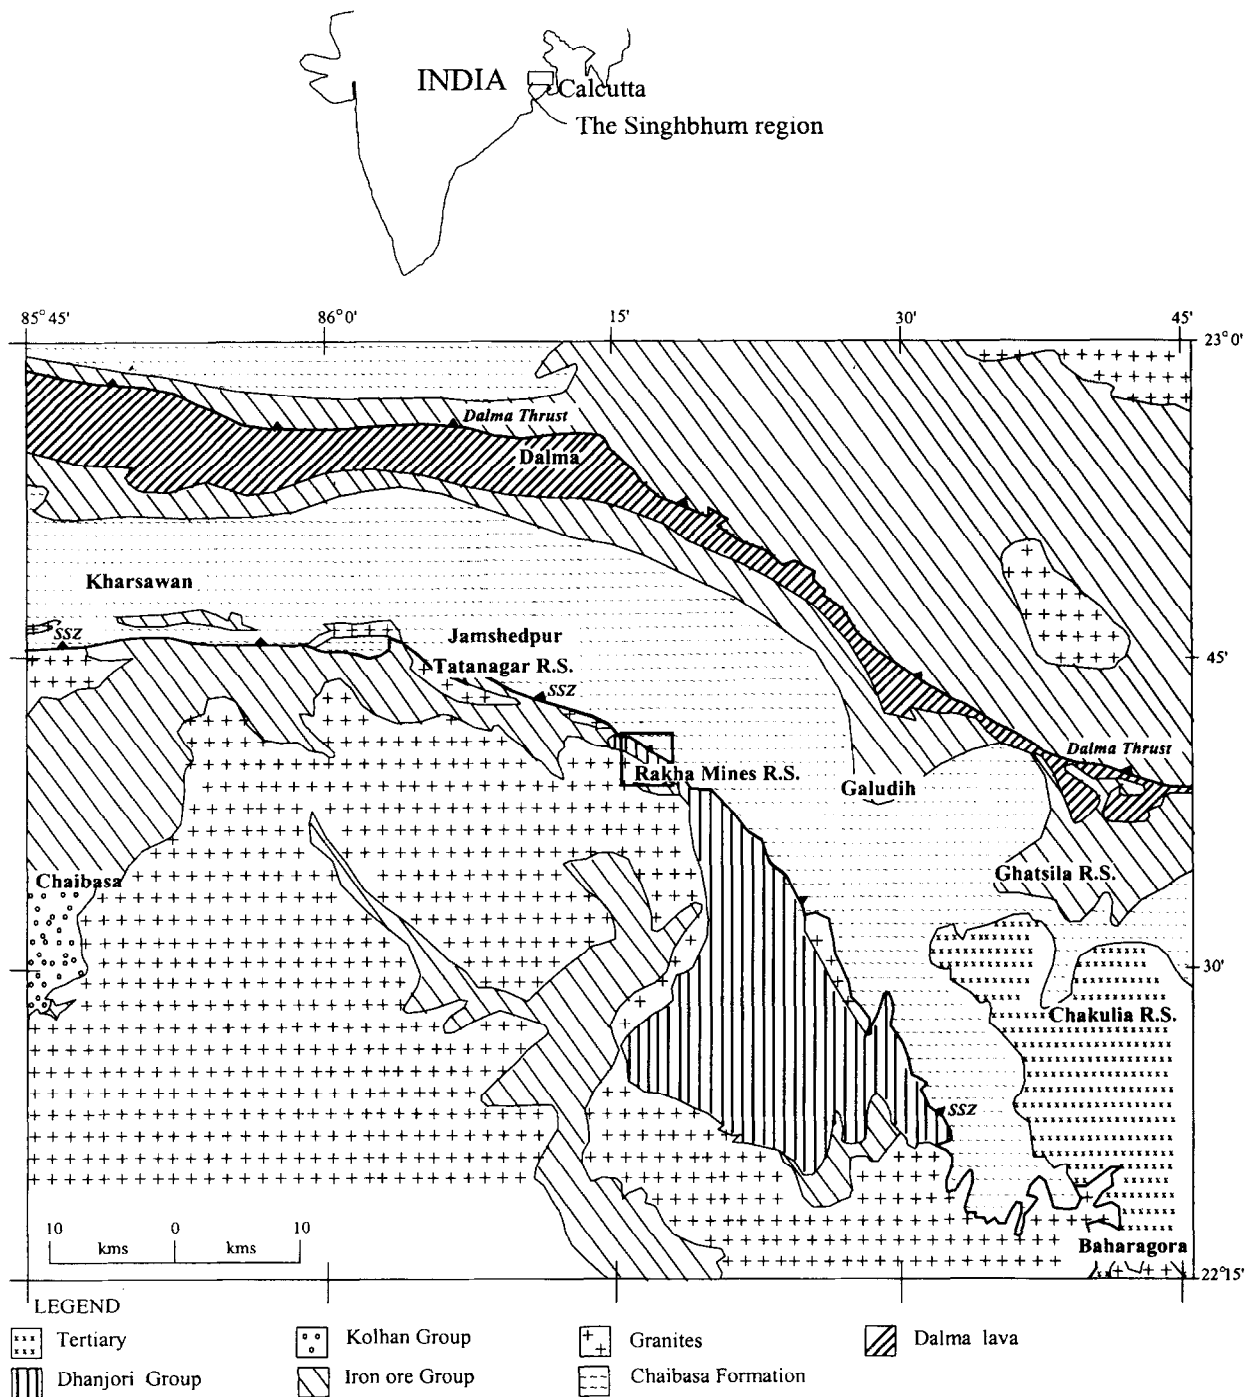 INDIA
Calcutta
The Singhbhum region
85°45'
86°0'
15'
30'
45'
23°0'
Dalma Thrust
Dalma
Kharsawan
SSZ
Jamshedpur
Tatanagar R.S.
45'
SSZ
Dalma Thrust
Rakha Mines R.S.
Galudih
Chaibasa
Ghatsila R.S.
30'
Chakulia R.S.
SSZ
10 0 10
kms kms
Baharagora
22°15'
LEGEND
Tertiary
Kolhan Group
Granites
Dalma lava
Dhanjori Group
Iron ore Group
Chaibasa Formation